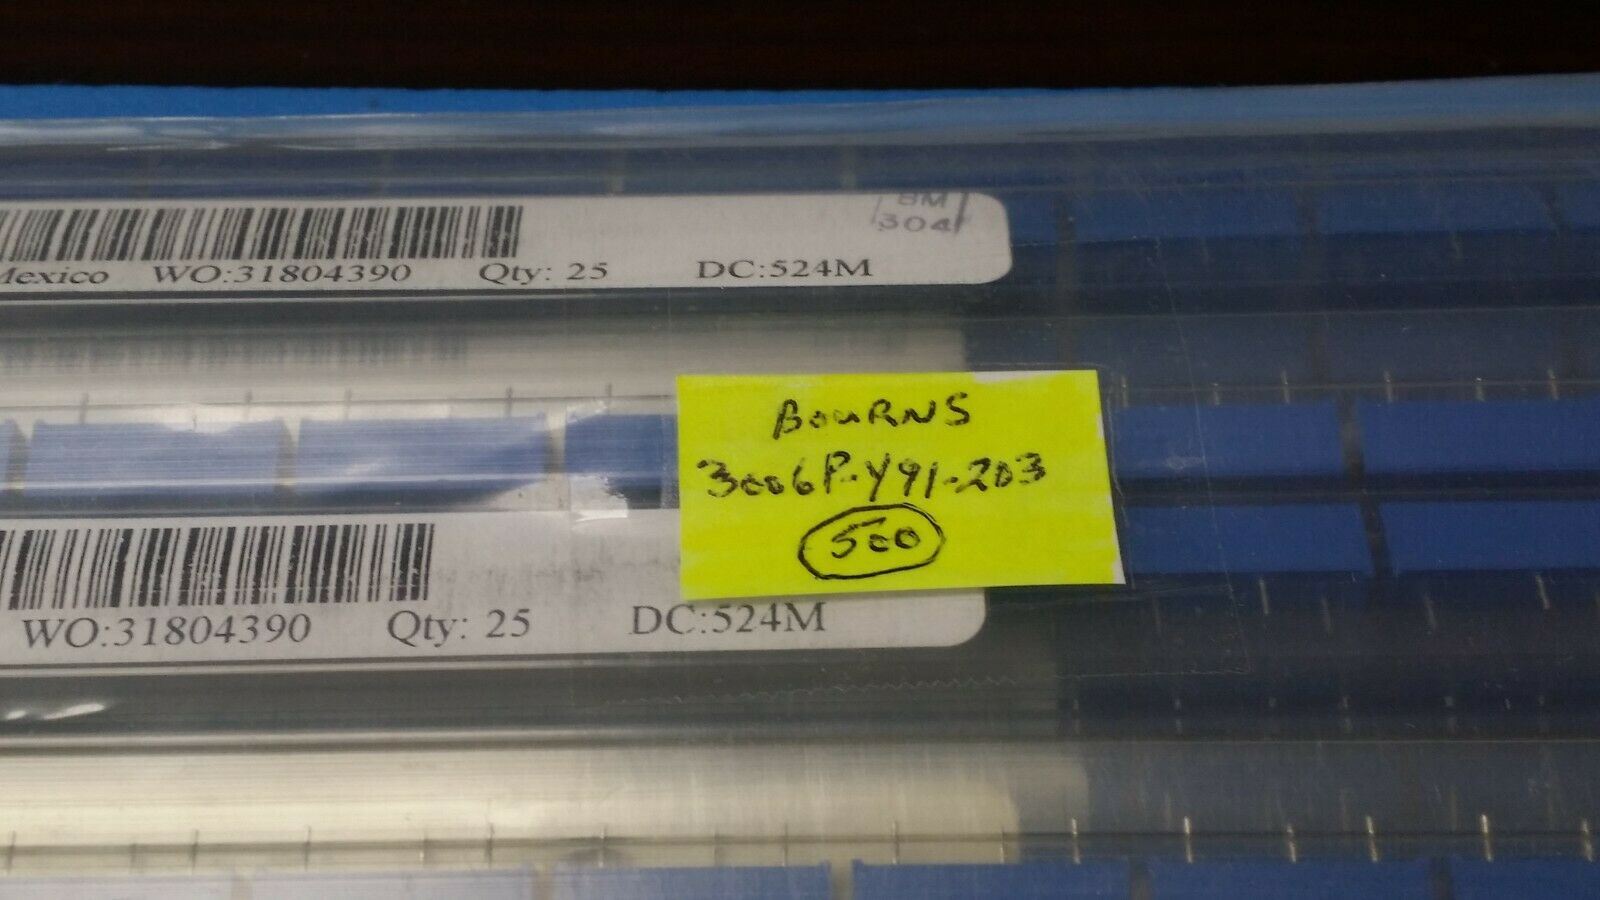 BM
304
Mexico WO:31804390 Qty: 25 DC:524M
BOURNS
3006P-Y91-203
500
WO:31804390 Qty: 25 DC:524M